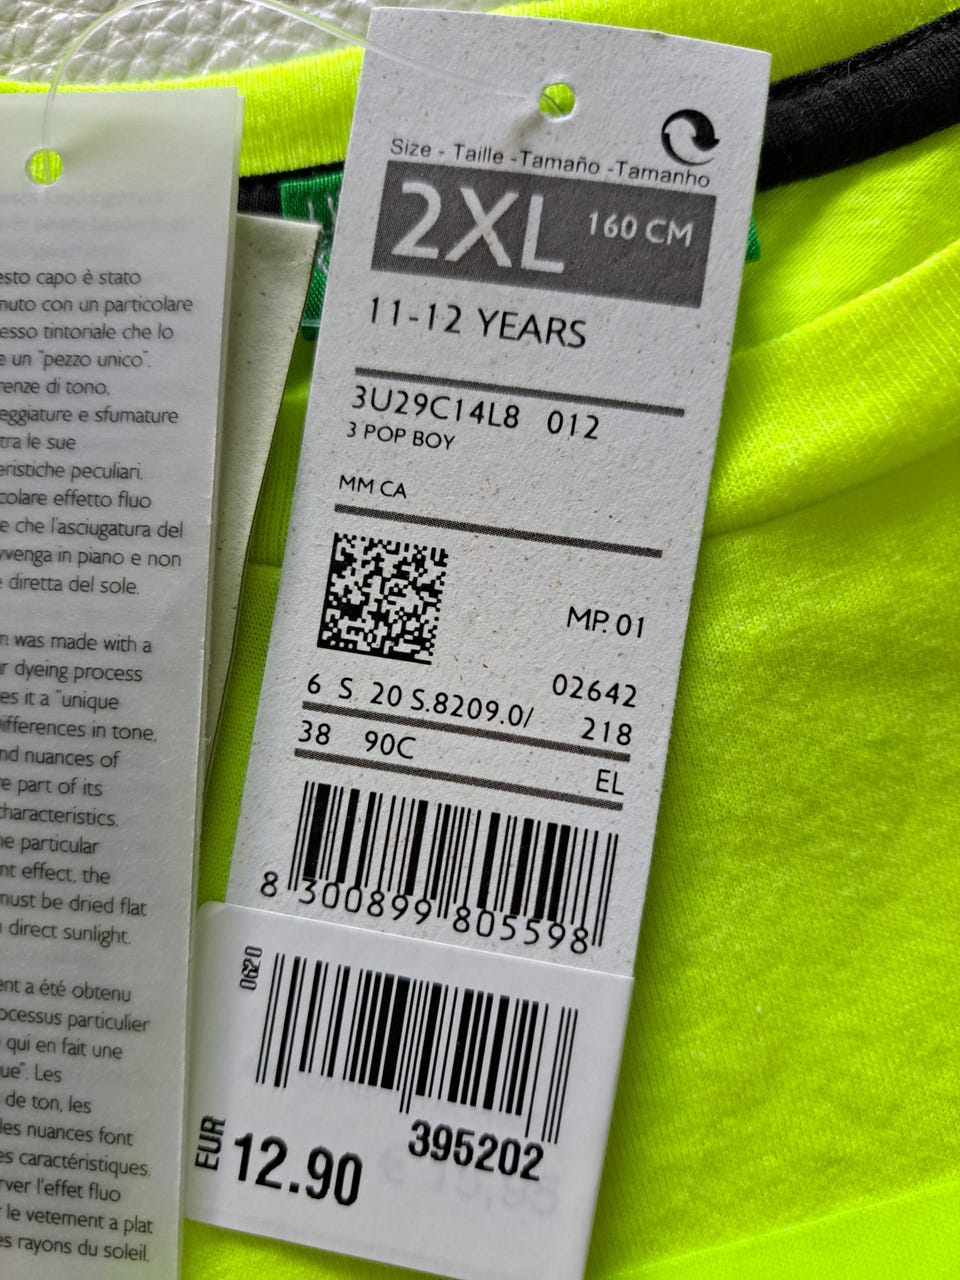 esto capo è stato
nuto con un particolare
esso tintoriale che lo
e un "pezzo unico".
renze di tono.
eggiature e sfumature
tra le sue
eristiche peculiari.
colare effetto fluo
e che l'asciugatura del
vvenga in piano e non
e diretta del sole.
m was made with a
r dyeing process
es it a "unique
ifferences in tone,
nd nuances of
e part of its
characteristics.
he particular
nt effect, the
must be dried flat
direct sunlight.
ent a été obtenu
ocessus particulier
qui en fait une
ue". Les
de ton, les
les nuances font
es caractéristiques.
rver l'effet fluo
le vetement a plat
es rayons du soleil.
Size - Taille -Tamaño -Tamanho
2XL 160 CM
11-12 YEARS
3U29C14L8 012
3 POP BOY
MM CA
MP. 01
02642
6 S 20 S.8209.0/ 218
38 90C EL
8 300899 805598
0620
395202
EUR 12.90